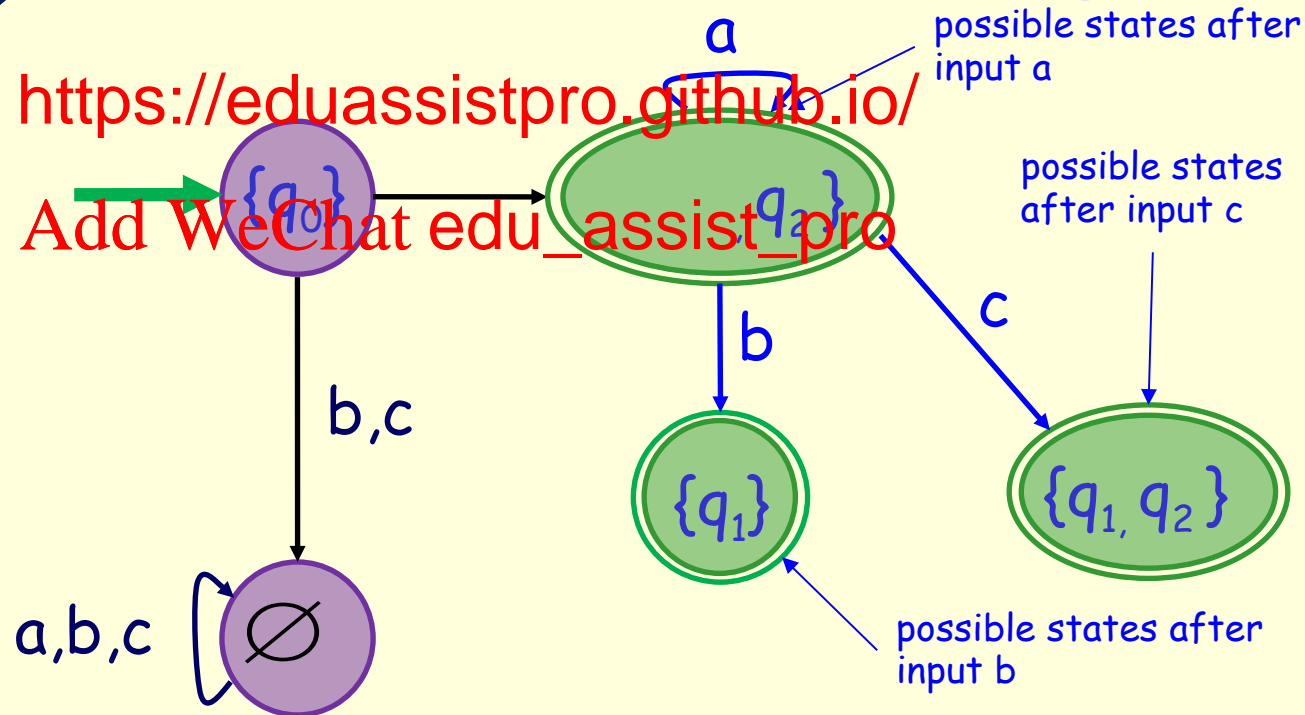 possible states after
input a
a
https://eduassistpro.github.io/
possible states
after input c
{q₀}
, q₂ }
Add WeChat edu_assist_pro
b
c
b,c
{q₁}
{q₁, q₂ }
a,b,c
∅
possible states after
input b